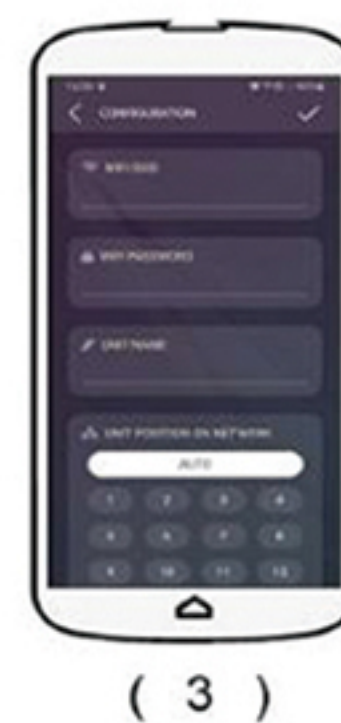 CONFIGURATION
WIFI SSID
WIFI PASSWORD
UNIT NAME
UNIT POSITION ON NETWORK
AUTO
1 2 3 4
5 6 7 8
9 10 11 12
( 3 )